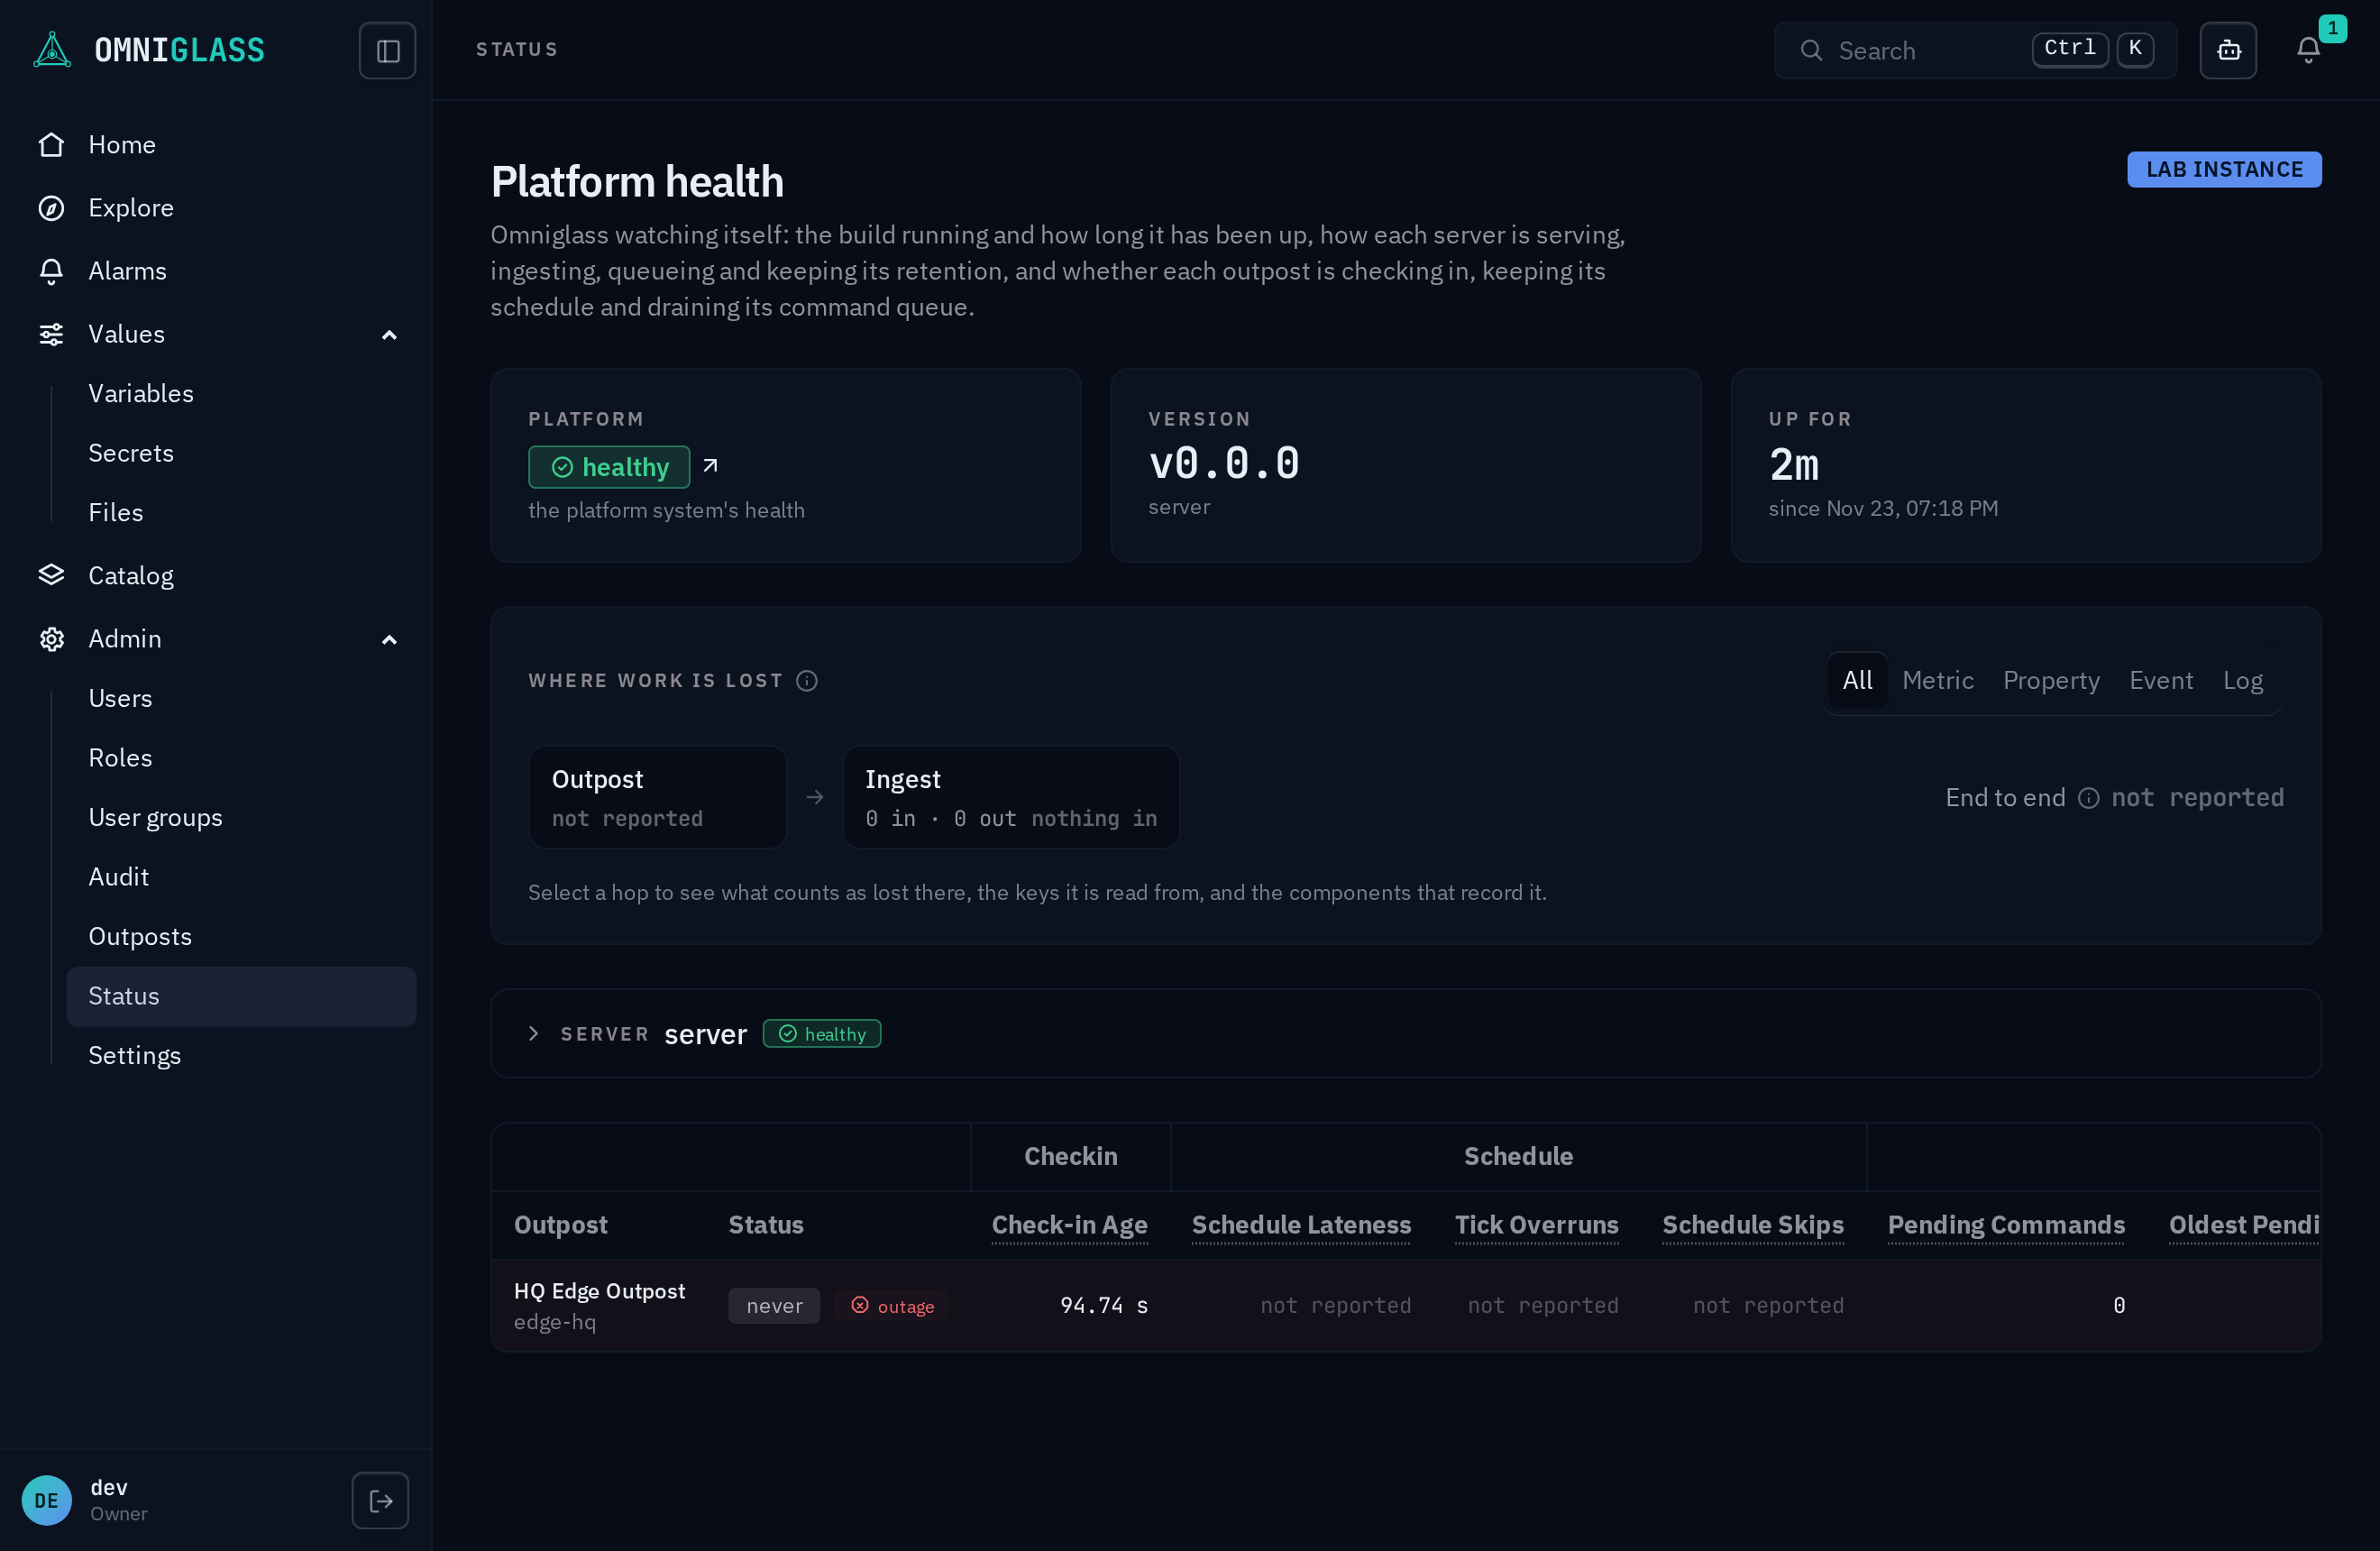 OMNIGLASS
Home
Explore
Alarms
Values
Variables
Secrets
Files
Catalog
Admin
Users
Roles
User groups
Audit
Outposts
Status
Settings
DE
dev
Owner
STATUS
Search
Ctrl K
1
Platform health
LAB INSTANCE
Omniglass watching itself: the build running and how long it has been up, how each server is serving,
ingesting, queueing and keeping its retention, and whether each outpost is checking in, keeping its
schedule and draining its command queue.
PLATFORM
healthy
the platform system's health
VERSION
v0.0.0
server
UP FOR
2m
since Nov 23, 07:18 PM
WHERE WORK IS LOST
All Metric Property Event Log
Outpost
not reported
Ingest
0 in · 0 out nothing in
End to end not reported
Select a hop to see what counts as lost there, the keys it is read from, and the components that record it.
SERVER server healthy
Checkin Schedule
Outpost Status Check-in Age Schedule Lateness Tick Overruns Schedule Skips Pending Commands Oldest Pendi
HQ Edge Outpost
edge-hq
never outage 94.74 s not reported not reported not reported 0